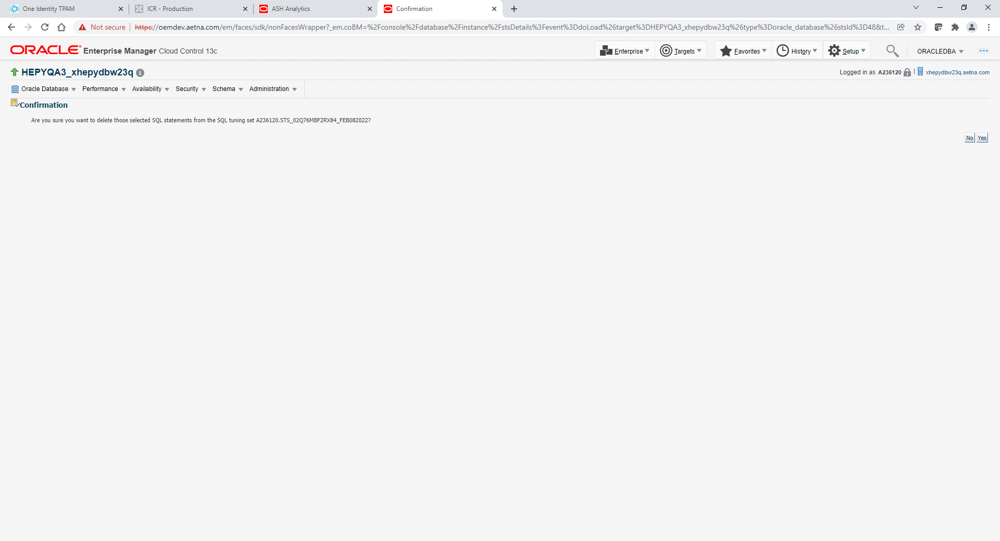 One Identity TPAM
ICR - Production
ASH Analytics
Confirmation
Not secure
https://oemdev.aetna.com/em/faces/sdk/nonFacesWrapper?_em.coBM=%2Fconsole%2Fdatabase%2Finstance%2FstsDetails%3Fevent%3DdoLoad%26target%3DHEPYQA3_xhepydbw23q%26type%3Doracle_database%26stsId%3D48&t...
ORACLE Enterprise Manager Cloud Control 13c
Enterprise
Targets
Favorites
History
Setup
ORACLEDBA
HEPYQA3_xhepydbw23q
Logged in as A236120
xhepydbw23q.aetna.com
Oracle Database
Performance
Availability
Security
Schema
Administration
Confirmation
Are you sure you want to delete those selected SQL statements from the SQL tuning set A236120.STS_02Q76MBF2RX84_FEB082022?
No
Yes